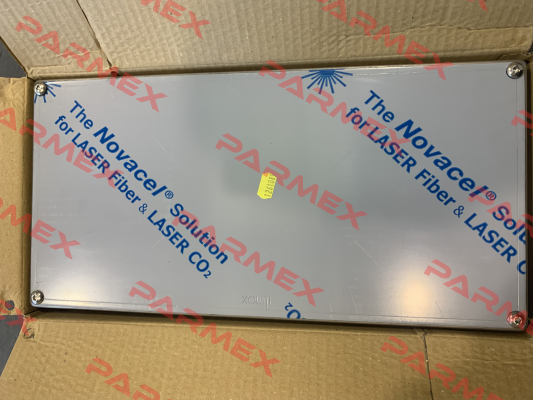 The Novacel® Solution
for LASER Fiber & LASER CO₂
The Novacel® Solu
for LASER Fiber & LASER C
CO₂
PARMEX
PARMEX
PARMEX
PARMEX
PARMEX
PARMEX
PARMEX
PARMEX
PARMEX
PARMEX
PARMEX
PARMEX